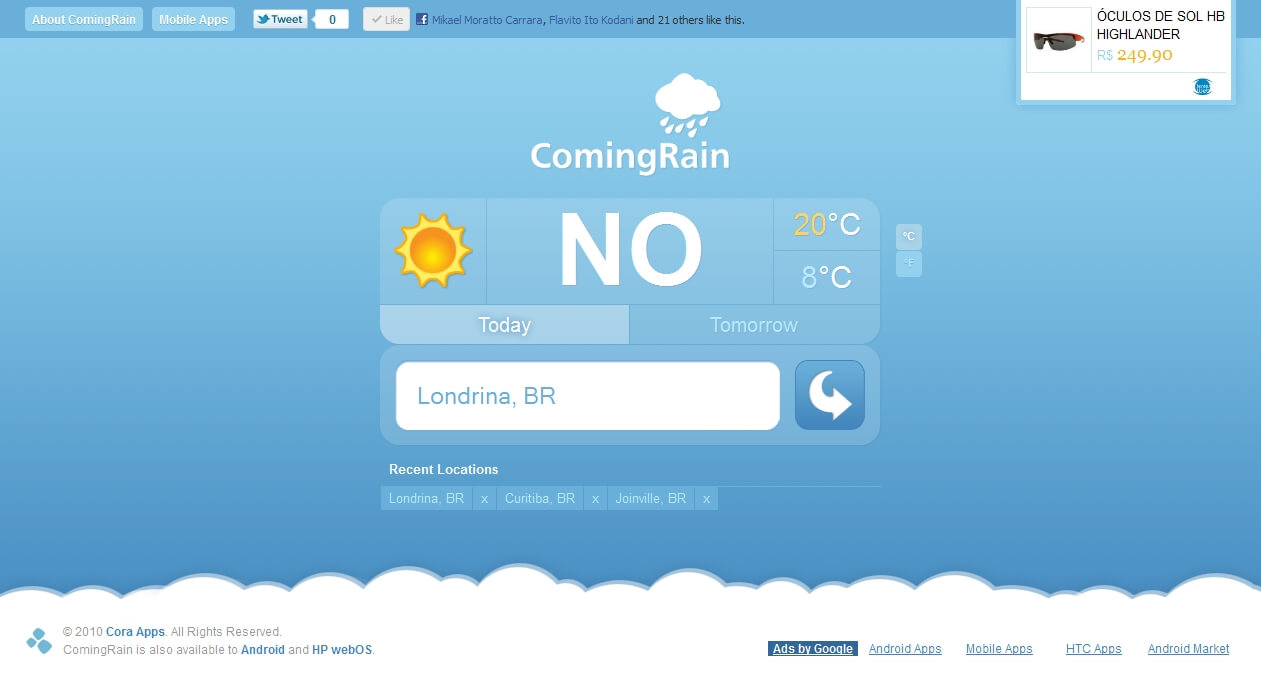 About ComingRain Mobile Apps Tweet 0 Like Mikael Moratto Carrara, Flavito Ito Kodani and 21 others like this.
ÓCULOS DE SOL HB
HIGHLANDER
R$ 249.90
ComingRain
NO
20°C
8°C
°C
°F
Today Tomorrow
Londrina, BR
Recent Locations
Londrina, BR x Curitiba, BR x Joinville, BR x
© 2010 Cora Apps. All Rights Reserved.
ComingRain is also available to Android and HP webOS.
Ads by Google Android Apps Mobile Apps HTC Apps Android Market